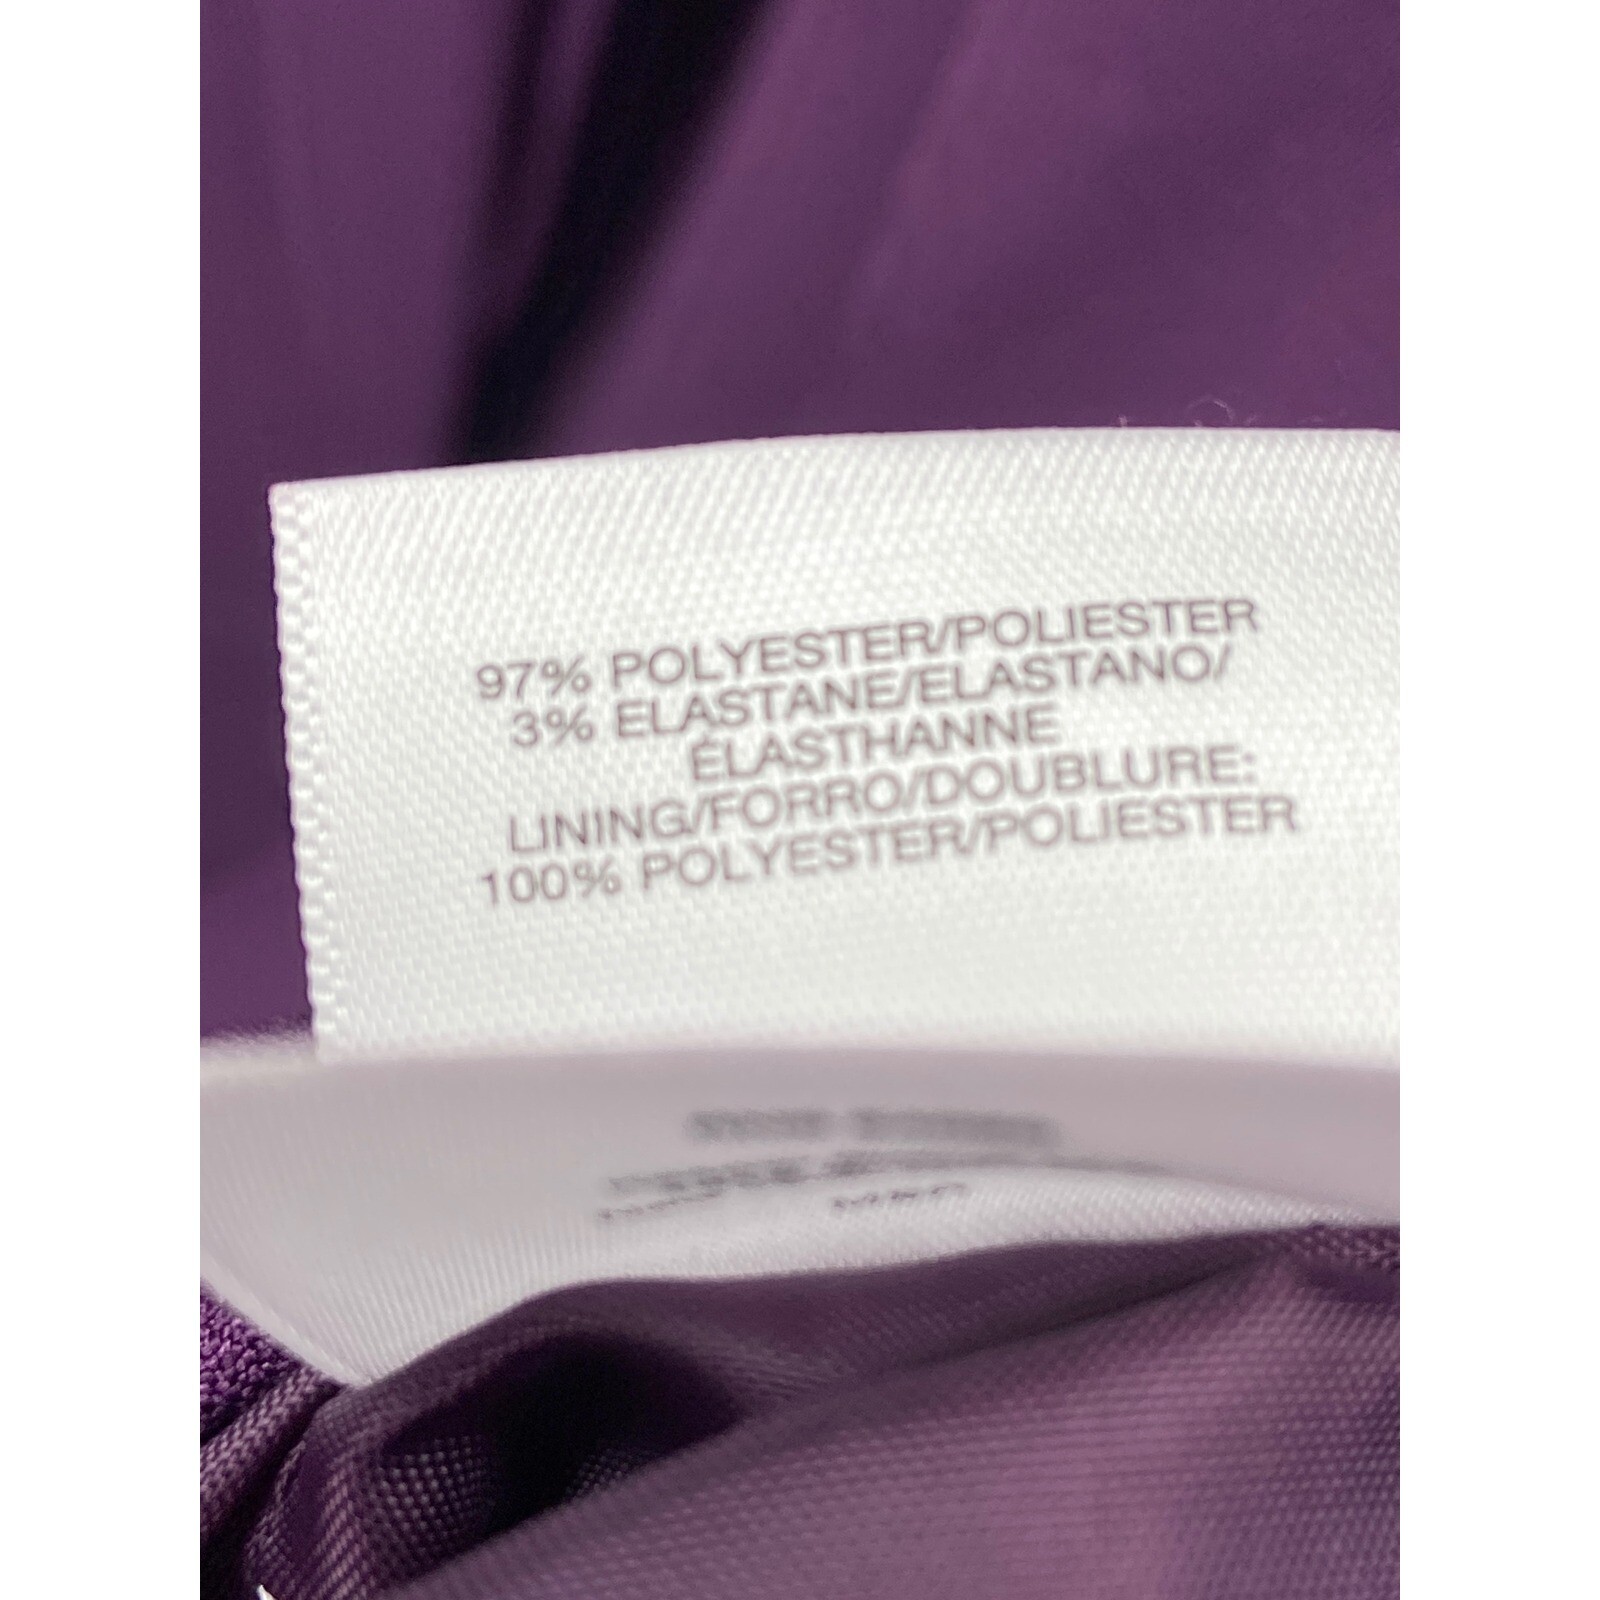 97% POLYESTER/POLIESTER
3% ELASTANE/ELASTANO/
ÉLASTHANNE
LINING/FORRO/DOUBLURE:
100% POLYESTER/POLIESTER